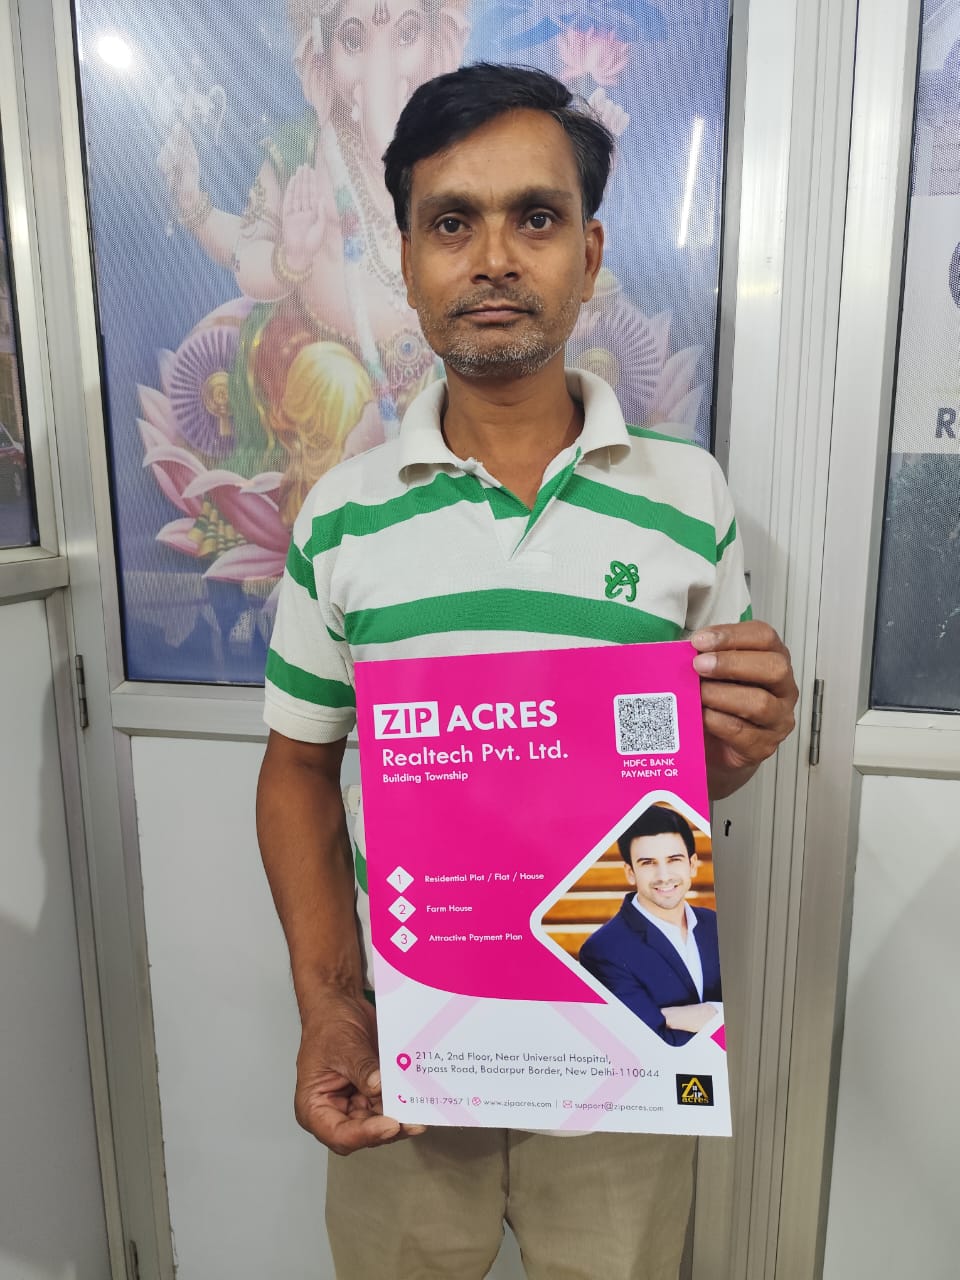 ZIP ACRES
Realtech Pvt. Ltd.
Building Township
HDFC BANK
PAYMENT QR
1 Residential Plot / Flat / House
2 Farm House
3 Attractive Payment Plan
211A, 2nd Floor, Near Universal Hospital,
Bypass Road, Badarpur Border, New Delhi-110044
818181-7957 | www.zipacres.com | support@zipacres.com
ZIP
acres
R